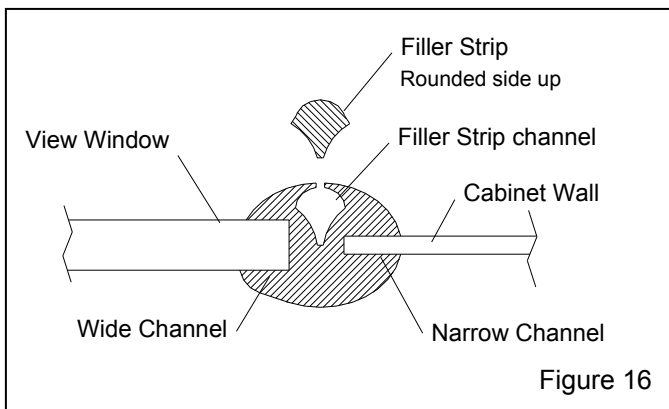 Filler Strip
Rounded side up
View Window
Filler Strip channel
Cabinet Wall
Wide Channel
Narrow Channel
Figure 16